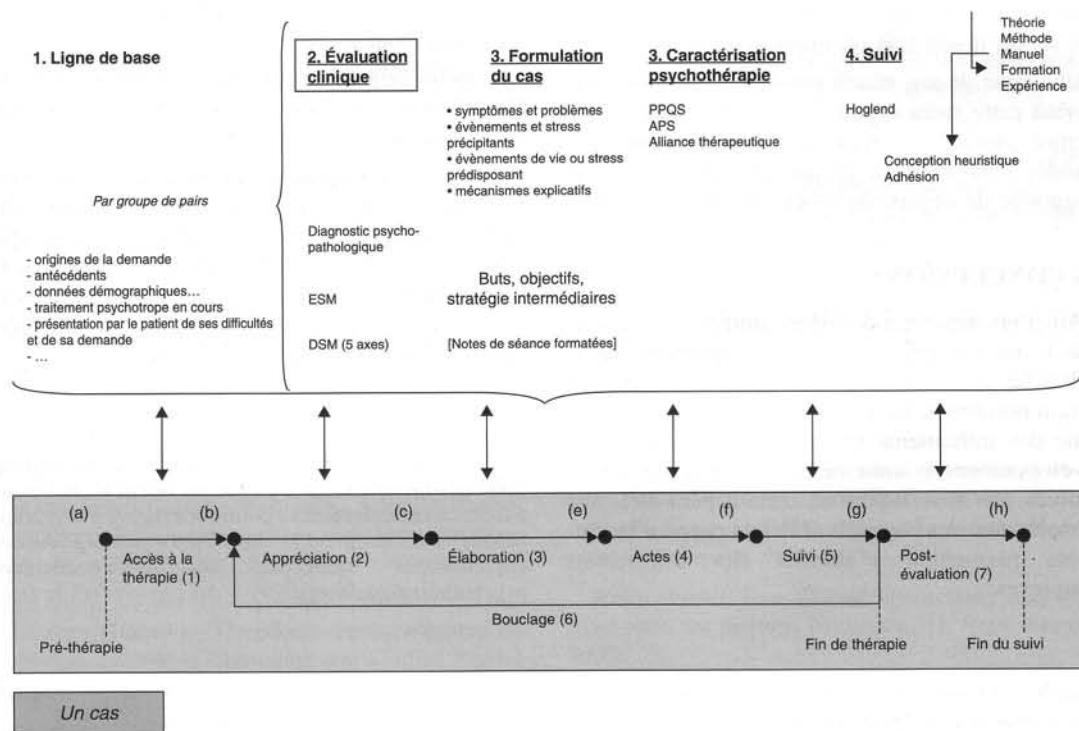 1. Ligne de base
Par groupe de pairs
- origines de la demande
- antécédents
- données démographiques…
- traitement psychotrope en cours
- présentation par le patient de ses difficultés
et de sa demande
- …
2. Évaluation
clinique
Diagnostic psycho-
pathologique
ESM
DSM (5 axes)
3. Formulation
du cas
• symptômes et problèmes
• évènements et stress
précipitants
• évènements de vie ou stress
prédisposant
• mécanismes explicatifs
Buts, objectifs,
stratégie intermédiaires
[Notes de séance formatées]
3. Caractérisation
psychothérapie
PPQS
APS
Alliance thérapeutique
4. Suivi
Hoglend
Théorie
Méthode
Manuel
Formation
Expérience
Conception heuristique
Adhésion
(a)
(b)
(c)
(e)
(f)
(g)
(h)
Accès à la
thérapie (1)
Appréciation (2)
Élaboration (3)
Actes (4)
Suivi (5)
Post-
évaluation (7)
Bouclage (6)
Pré-thérapie
Fin de thérapie
Fin du suivi
Un cas